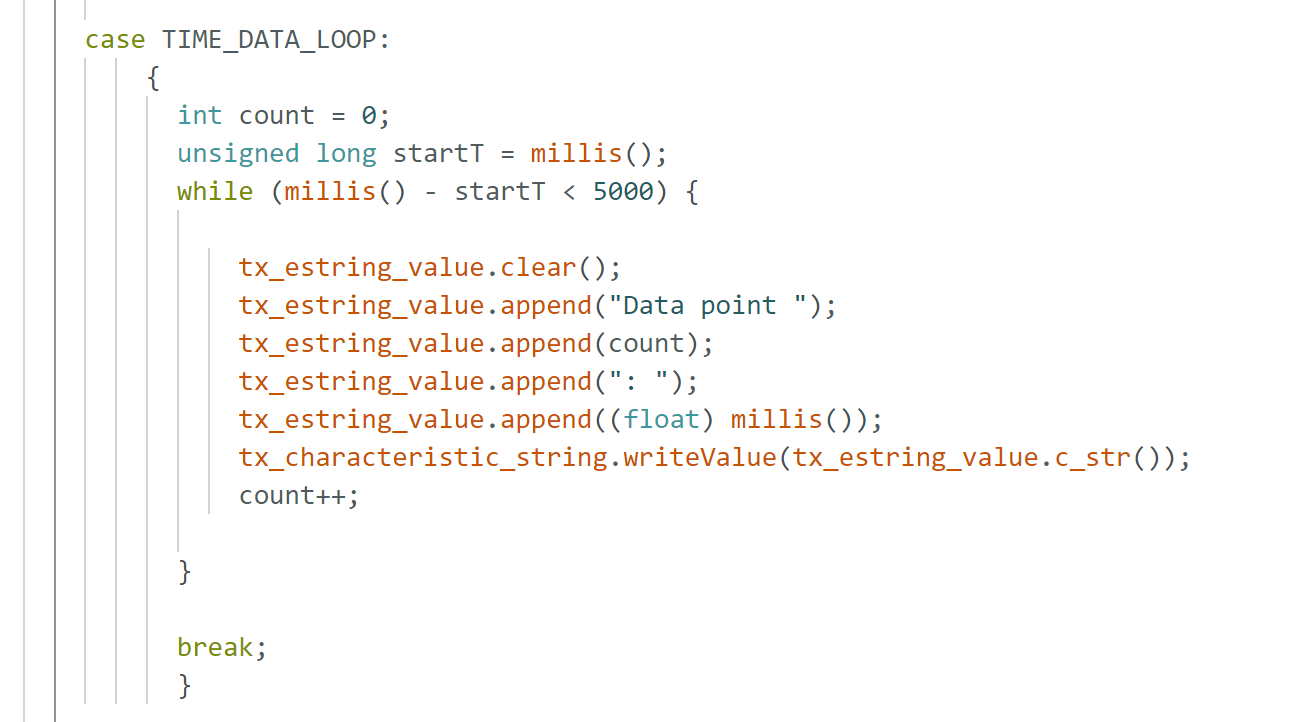 case TIME_DATA_LOOP:
{
int count = 0;
unsigned long startT = millis();
while (millis() - startT < 5000) {
tx_estring_value.clear();
tx_estring_value.append("Data point ");
tx_estring_value.append(count);
tx_estring_value.append(": ");
tx_estring_value.append((float) millis());
tx_characteristic_string.writeValue(tx_estring_value.c_str());
count++;
}
break;
}